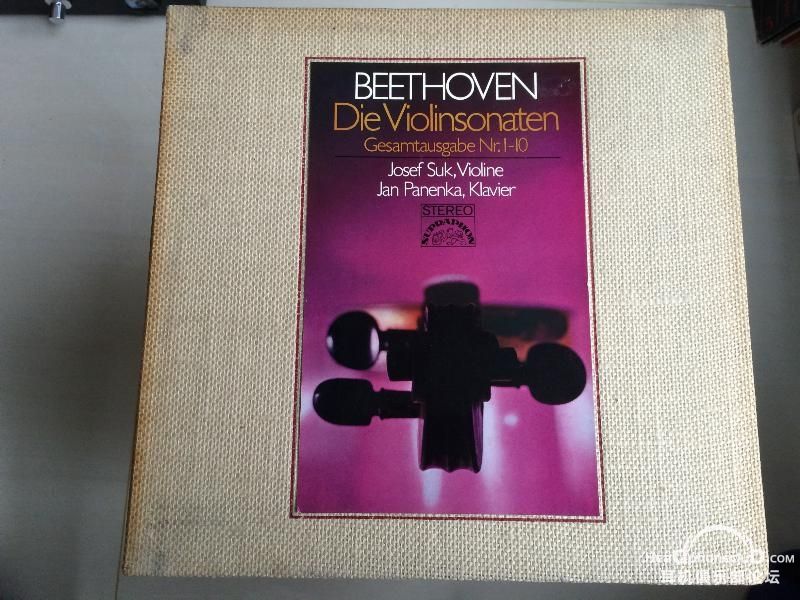 BEETHOVEN
Die Violinsonaten
Gesamtausgabe Nr. 1-10
Josef Suk, Violine
Jan Panenka, Klavier
STEREO
SUPRAPHON